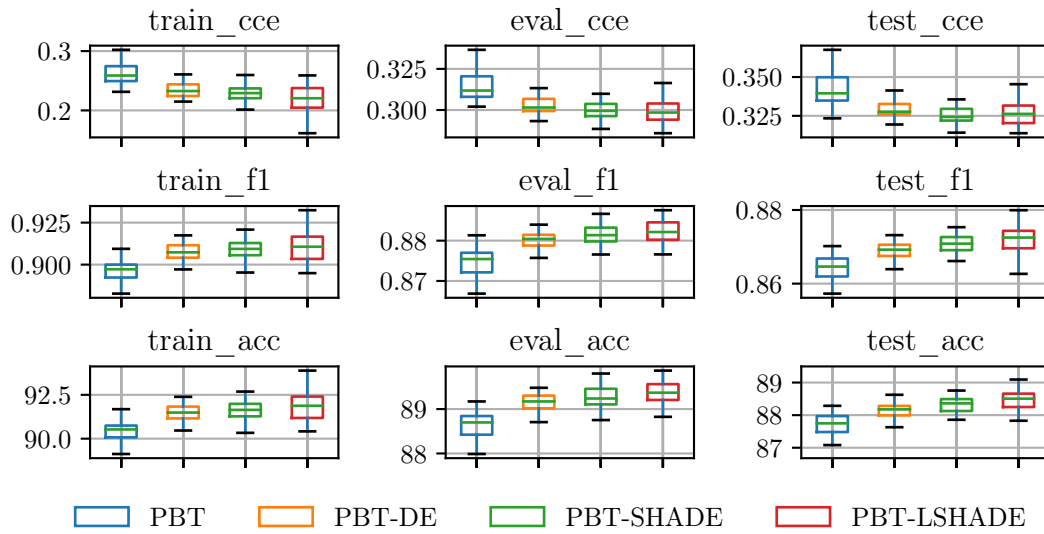 train_cce eval_cce test_cce
0.3 0.325 0.350
0.2 0.300 0.325
train_f1 eval_f1 test_f1
0.925 0.88 0.88
0.900 0.87 0.86
train_acc eval_acc test_acc
92.5 89 89
90.0 88 88
87
PBT PBT-DE PBT-SHADE PBT-LSHADE